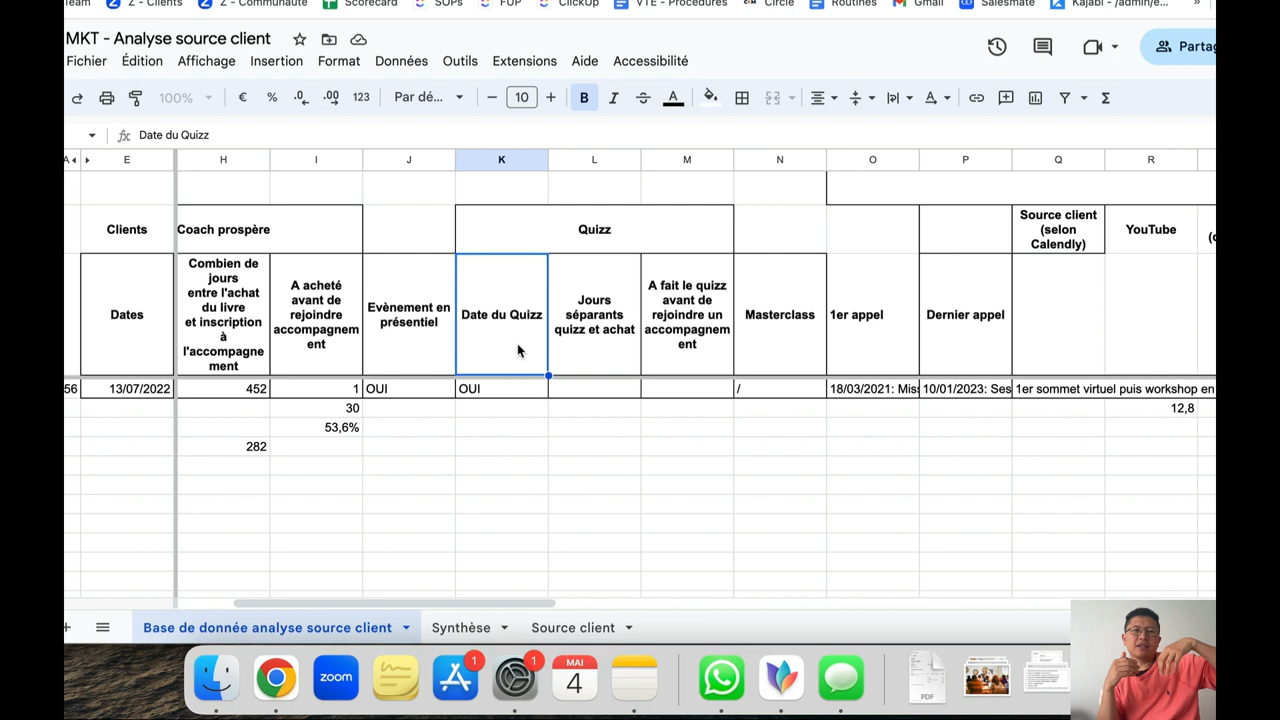 Team Z - Clients Z - Communauté Scorecard SOPs FUP ClickUp VTE - Procédures Circle Routines Gmail Salesmate Kajabi - /admin/e... »
MKT - Analyse source client
Fichier Édition Affichage Insertion Format Données Outils Extensions Aide Accessibilité
Partag
100% € % .0 .00 123 Par dé... − 10 + B I A Σ
fx Date du Quizz
A E H I J K L M N O P Q R
Clients Coach prospère Quizz Source client (selon Calendly) YouTube
Dates
Combien de jours entre l'achat du livre et inscription à l'accompagnement
A acheté avant de rejoindre accompagnement
Evènement en présentiel
Date du Quizz
Jours séparants quizz et achat
A fait le quizz avant de rejoindre un accompagnement
Masterclass
1er appel
Dernier appel
56 13/07/2022 452 1 OUI OUI / 18/03/2021: Mis 10/01/2023: Ses 1er sommet virtuel puis workshop en
30 12,8
53,6%
282
+ Base de donnée analyse source client Synthèse Source client
zoom 1 1 MAI 4 PDF